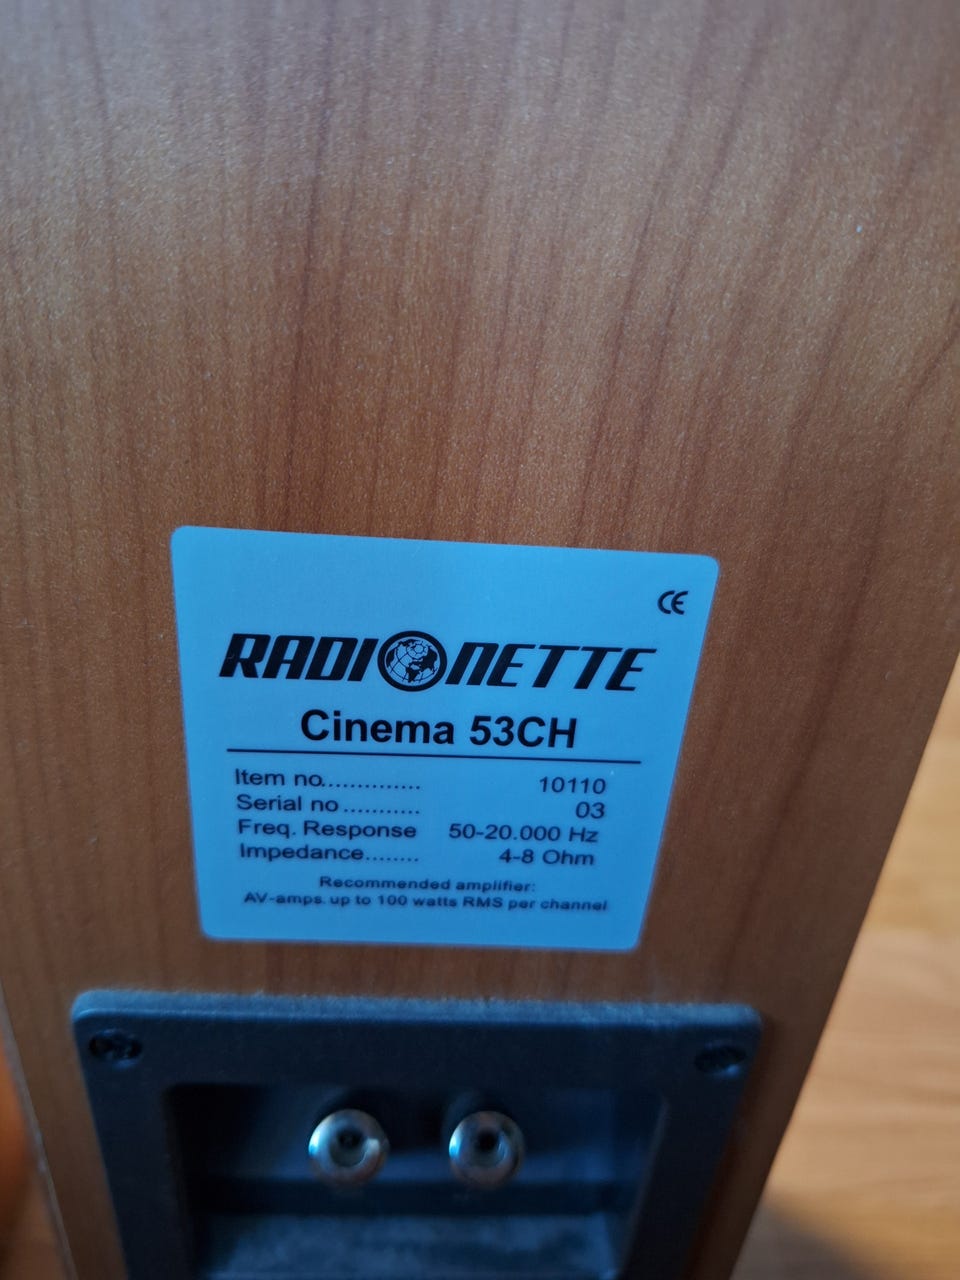 CE
RADIONETTE
Cinema 53CH
Item no.............. 10110
Serial no........... 03
Freq. Response 50-20.000 Hz
Impedance........ 4-8 Ohm
Recommended amplifier:
AV-amps. up to 100 watts RMS per channel